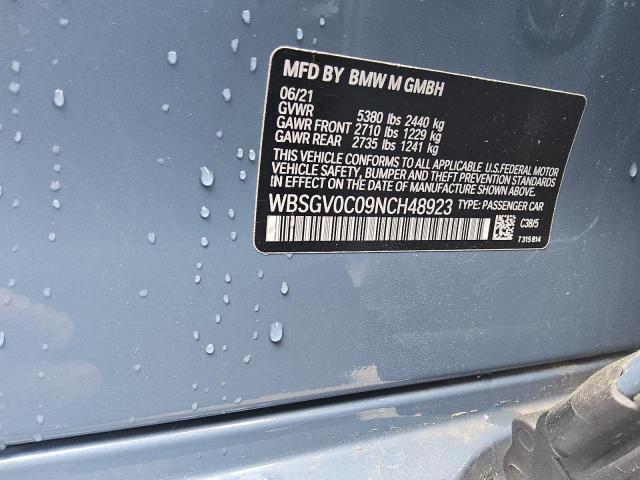 MFD BY BMW M GMBH
06/21
GVWR 5380 lbs 2440 kg
GAWR FRONT 2710 lbs 1229 kg
GAWR REAR 2735 lbs 1241 kg
THIS VEHICLE CONFORMS TO ALL APPLICABLE U.S. FEDERAL MOTOR
VEHICLE SAFETY, BUMPER AND THEFT PREVENTION STANDARDS
IN EFFECT ON THE DATE OF MANUFACTURE SHOWN ABOVE.
WBSGV0C09NCH48923 TYPE: PASSENGER CAR
C38/5
7 315 814